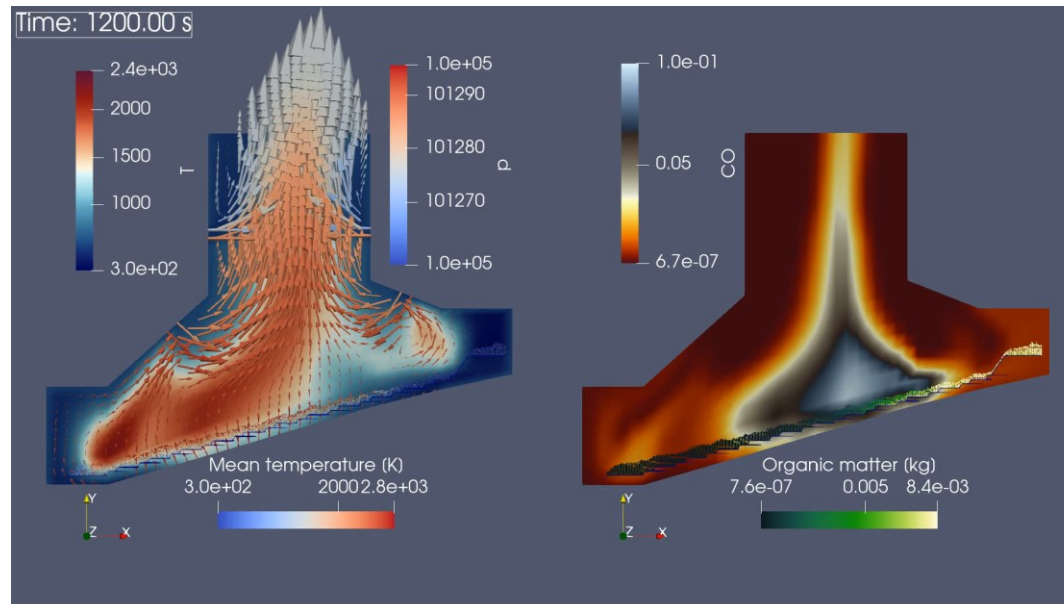 Time: 1200.00 s
2.4e+03
2000
1500
1000
3.0e+02
T
1.0e+05
101290
101280
101270
1.0e+05
p
1.0e-01
0.05
6.7e-07
CO
Mean temperature (K)
3.0e+02 2000 2.8e+03
Y
Z X
Organic matter (kg)
7.6e-07 0.005 8.4e-03
Y
Z X